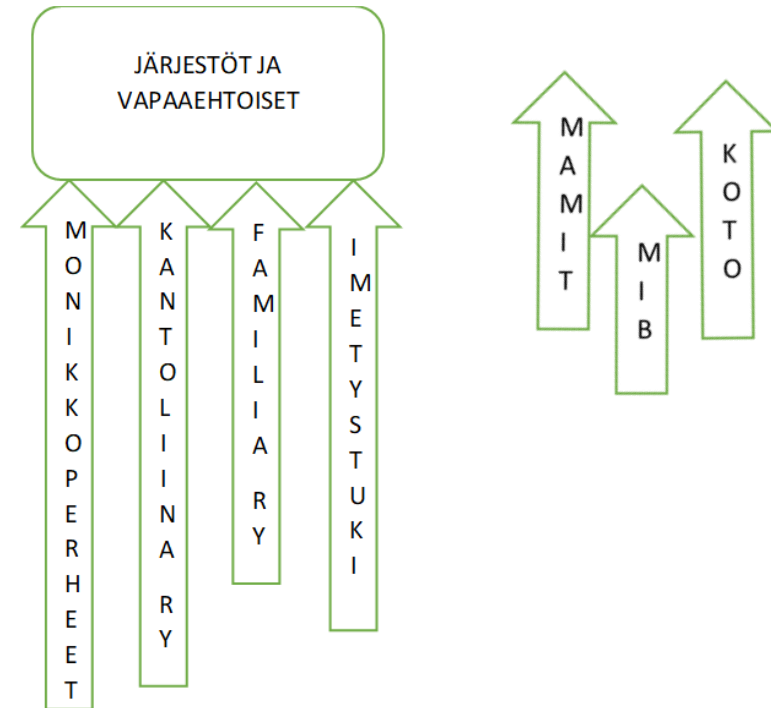 JÄRJESTÖT JA
VAPAAEHTOISET
MONIKKOPERHEET
KANTOLIINA RY
FAMILIA RY
IMETYSTUKI
MAMIT
MIB
KOTO